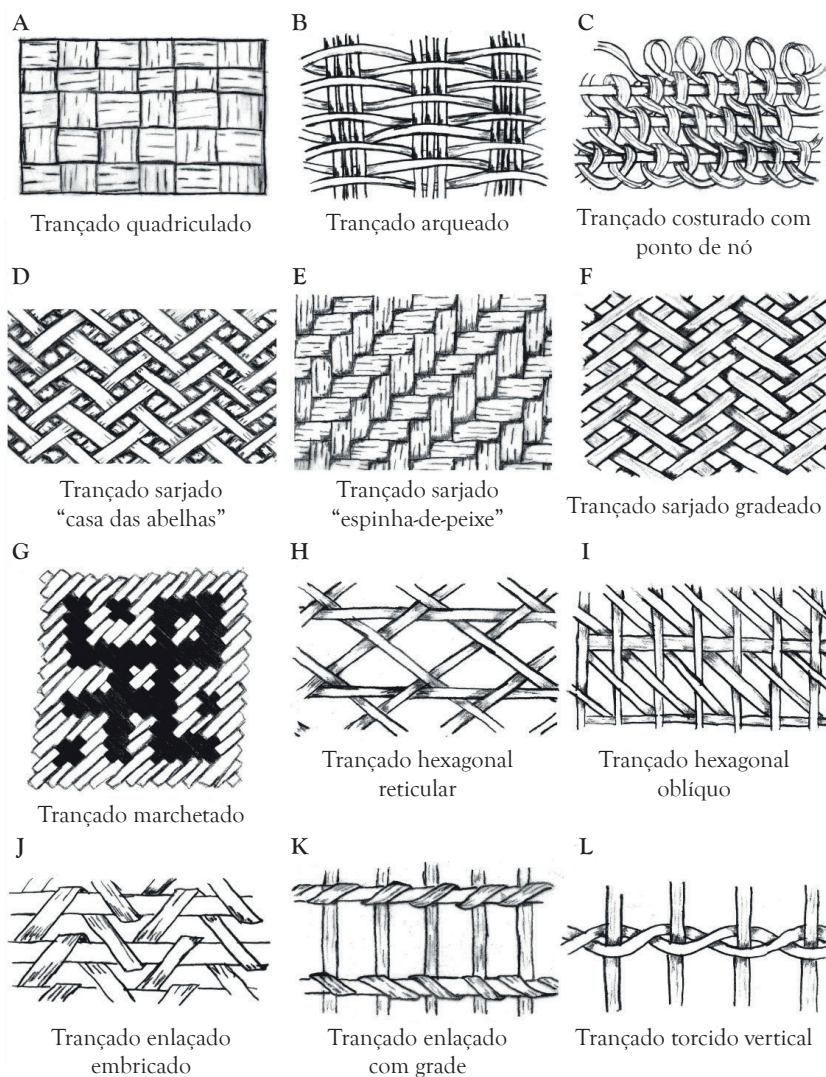 A
B
C
Trançado quadriculado
Trançado arqueado
Trançado costurado com
ponto de nó
D
E
F
Trançado sarjado
“casa das abelhas”
Trançado sarjado
“espinha-de-peixe”
Trançado sarjado gradeado
G
H
I
Trançado marchetado
Trançado hexagonal
reticular
Trançado hexagonal
oblíquo
J
K
L
Trançado enlaçado
embricado
Trançado enlaçado
com grade
Trançado torcido vertical